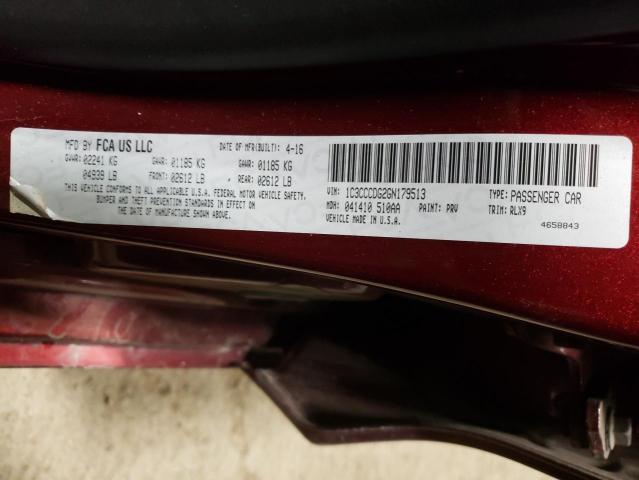 MFD BY FCA US LLC DATE OF MFR(BUILT): 4-16
GVWR: 02241 KG GAWR: 01185 KG GAWR: 01185 KG
04939 LB FRONT: 02612 LB REAR: 02612 LB
THIS VEHICLE CONFORMS TO ALL APPLICABLE U.S.A. FEDERAL MOTOR VEHICLE SAFETY,
BUMPER AND THEFT PREVENTION STANDARDS IN EFFECT ON
THE DATE OF MANUFACTURE SHOWN ABOVE.
VIN: 1C3CCCDG2GN179513 TYPE: PASSENGER CAR
MDH: 041410 510AA PAINT: PRV TRIM: RLX9
VEHICLE MADE IN U.S.A. 4658843